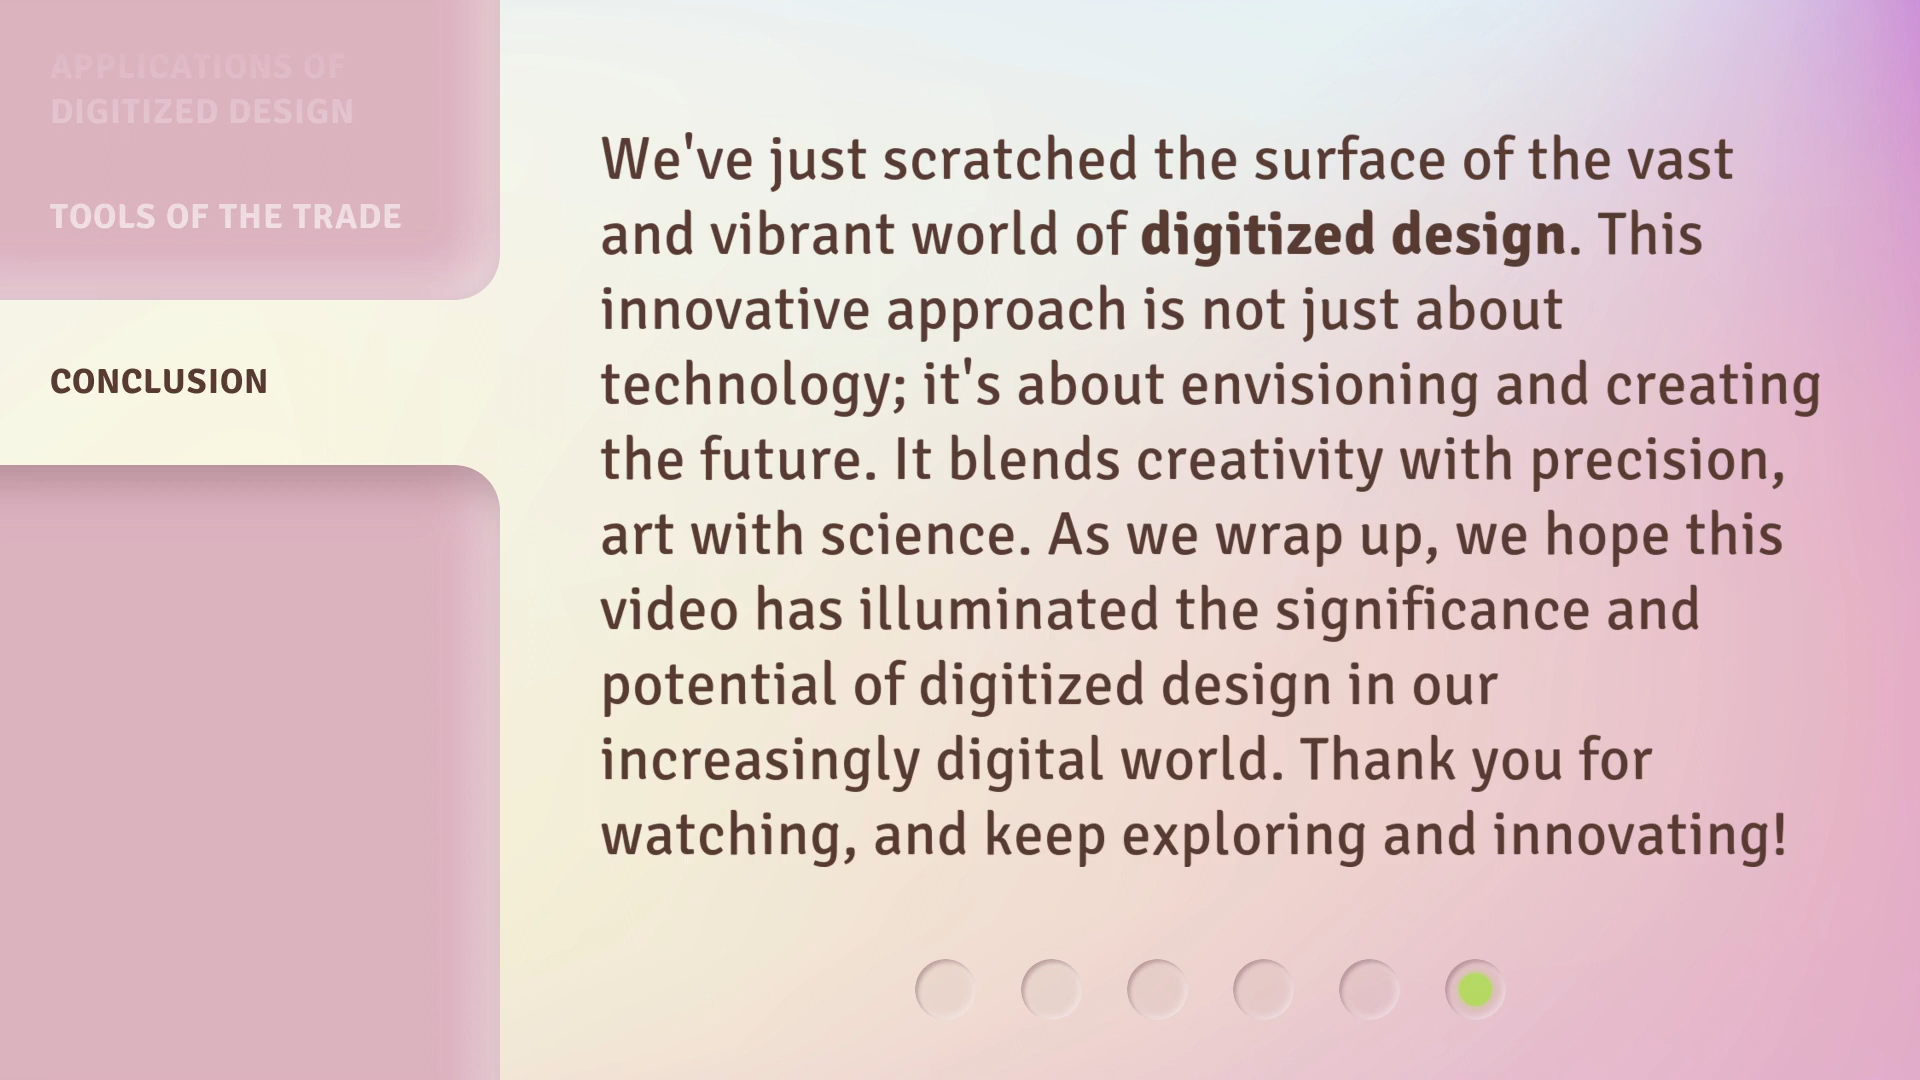 APPLICATIONS OF
DIGITIZED DESIGN
TOOLS OF THE TRADE
CONCLUSION
We've just scratched the surface of the vast
and vibrant world of digitized design. This
innovative approach is not just about
technology; it's about envisioning and creating
the future. It blends creativity with precision,
art with science. As we wrap up, we hope this
video has illuminated the significance and
potential of digitized design in our
increasingly digital world. Thank you for
watching, and keep exploring and innovating!